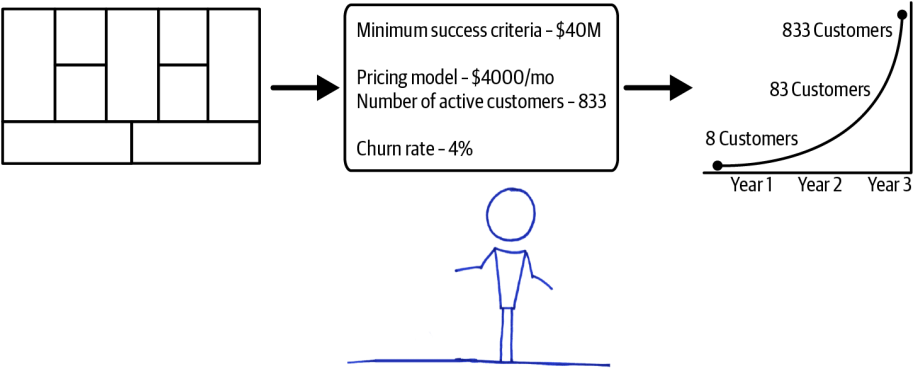 Minimum success criteria – $40M
Pricing model – $4000/mo
Number of active customers – 833
Churn rate – 4%
833 Customers
83 Customers
8 Customers
Year 1 Year 2 Year 3